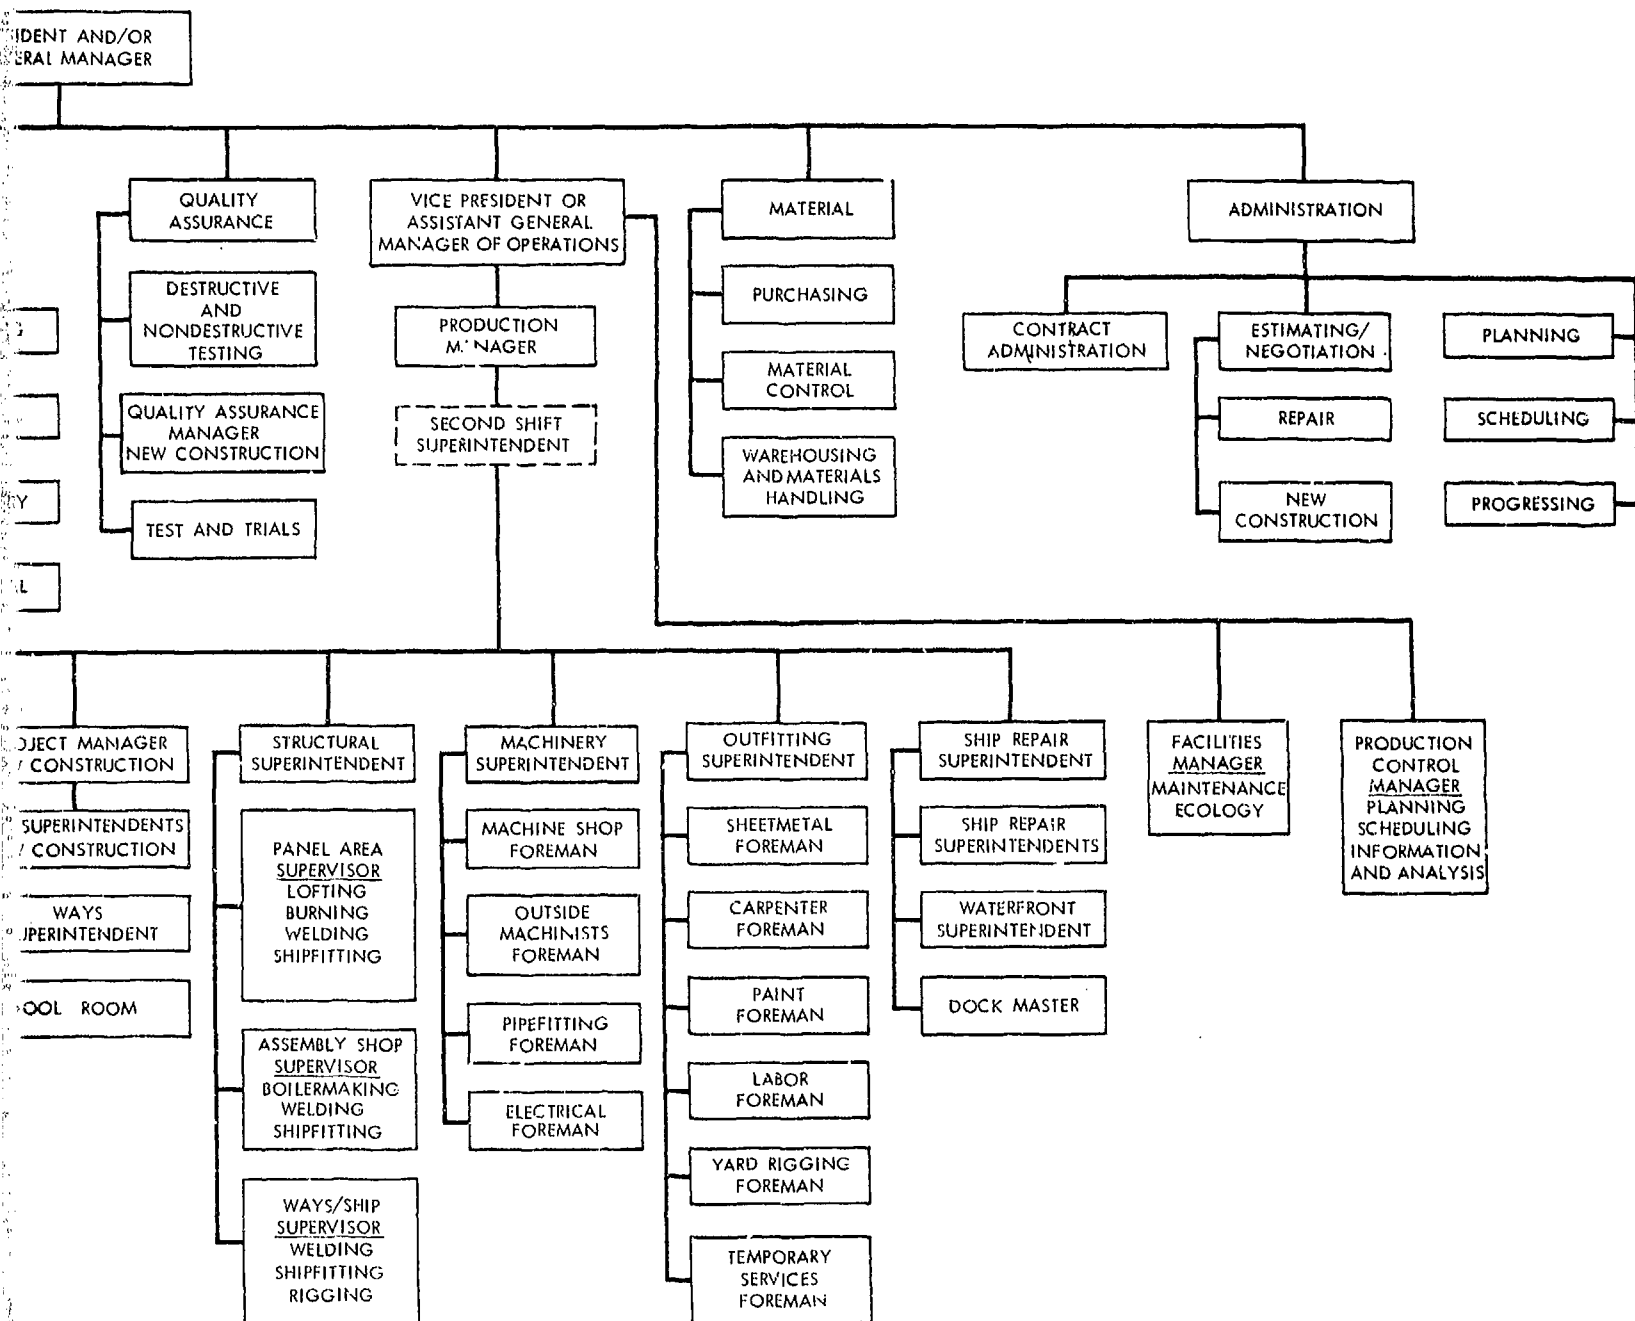 IDENT AND/OR
ERAL MANAGER
QUALITY
ASSURANCE
DESTRUCTIVE
AND
NONDESTRUCTIVE
TESTING
QUALITY ASSURANCE
MANAGER
NEW CONSTRUCTION
TEST AND TRIALS
VICE PRESIDENT OR
ASSISTANT GENERAL
MANAGER OF OPERATIONS
PRODUCTION
M NAGER
SECOND SHIFT
SUPERINTENDENT
MATERIAL
PURCHASING
MATERIAL
CONTROL
WAREHOUSING
AND MATERIALS
HANDLING
ADMINISTRATION
CONTRACT
ADMINISTRATION
ESTIMATING/
NEGOTIATION
REPAIR
NEW
CONSTRUCTION
PLANNING
SCHEDULING
PROGRESSING
G
Y
L
OJECT MANAGER
/ CONSTRUCTION
SUPERINTENDENTS
/ CONSTRUCTION
WAYS
UPERINTENDENT
OOL ROOM
STRUCTURAL
SUPERINTENDENT
PANEL AREA
SUPERVISOR
LOFTING
BURNING
WELDING
SHIPFITTING
ASSEMBLY SHOP
SUPERVISOR
BOILERMAKING
WELDING
SHIPFITTING
WAYS/SHIP
SUPERVISOR
WELDING
SHIPFITTING
RIGGING
MACHINERY
SUPERINTENDENT
MACHINE SHOP
FOREMAN
OUTSIDE
MACHINISTS
FOREMAN
PIPEFITTING
FOREMAN
ELECTRICAL
FOREMAN
OUTFITTING
SUPERINTENDENT
SHEETMETAL
FOREMAN
CARPENTER
FOREMAN
PAINT
FOREMAN
LABOR
FOREMAN
YARD RIGGING
FOREMAN
TEMPORARY
SERVICES
FOREMAN
SHIP REPAIR
SUPERINTENDENT
SHIP REPAIR
SUPERINTENDENTS
WATERFRONT
SUPERINTENDENT
DOCK MASTER
FACILITIES
MANAGER
MAINTENANCE
ECOLOGY
PRODUCTION
CONTROL
MANAGER
PLANNING
SCHEDULING
INFORMATION
AND ANALYSIS